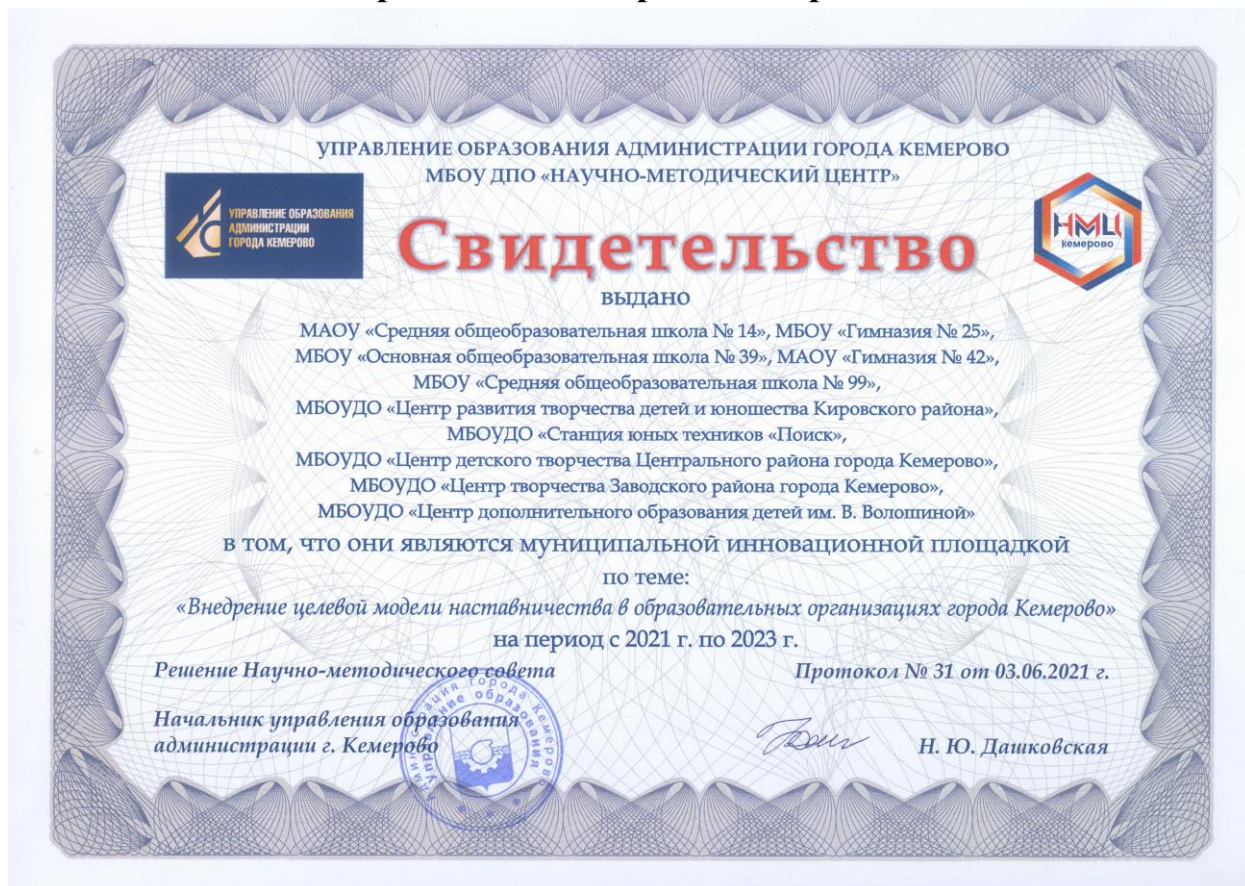 УПРАВЛЕНИЕ ОБРАЗОВАНИЯ АДМИНИСТРАЦИИ ГОРОДА КЕМЕРОВО
МБОУ ДПО «НАУЧНО-МЕТОДИЧЕСКИЙ ЦЕНТР»
УПРАВЛЕНИЕ ОБРАЗОВАНИЯ
АДМИНИСТРАЦИИ
ГОРОДА КЕМЕРОВО
НМЦ
Кемерово
Свидетельство
выдано
МАОУ «Средняя общеобразовательная школа № 14», МБОУ «Гимназия № 25»,
МБОУ «Основная общеобразовательная школа № 39», МАОУ «Гимназия № 42»,
МБОУ «Средняя общеобразовательная школа № 99»,
МБОУДО «Центр развития творчества детей и юношества Кировского района»,
МБОУДО «Станция юных техников «Поиск»,
МБОУДО «Центр детского творчества Центрального района города Кемерово»,
МБОУДО «Центр творчества Заводского района города Кемерово»,
МБОУДО «Центр дополнительного образования детей им. В. Волошиной»
в том, что они являются муниципальной инновационной площадкой
по теме:
«Внедрение целевой модели наставничества в образовательных организациях города Кемерово»
на период с 2021 г. по 2023 г.
Решение Научно-методического совета Протокол № 31 от 03.06.2021 г.
Начальник управления образования
администрации г. Кемерово Н. Ю. Дашковская
Администрация города Кемерово
управление образования